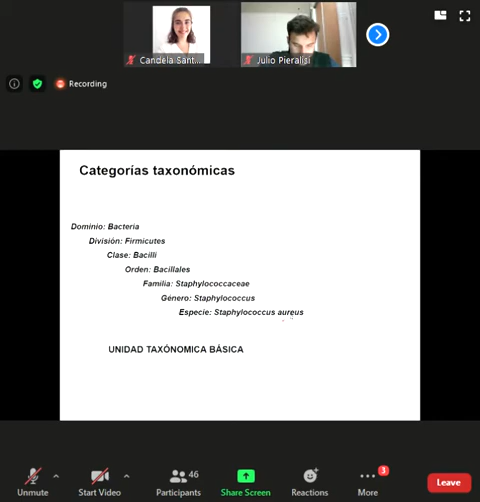 Candela Sant...
Julio Pieralisi
Recording
Categorías taxonómicas
Dominio: Bacteria
División: Firmicutes
Clase: Bacilli
Orden: Bacillales
Familia: Staphylococcaceae
Género: Staphylococcus
Especie: Staphylococcus aureus
UNIDAD TAXÓNOMICA BÁSICA
46
3
Unmute
Start Video
Participants
Share Screen
Reactions
More
Leave